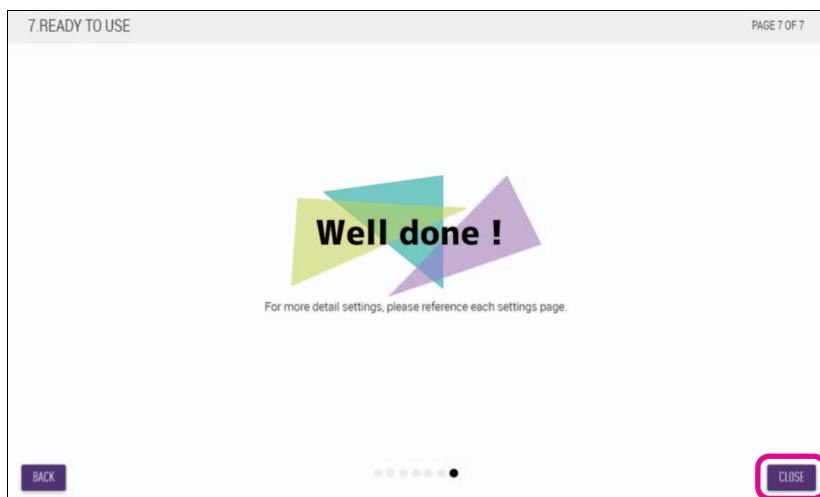 7.READY TO USE
PAGE 7 OF 7
Well done !
For more detail settings, please reference each settings page.
BACK
CLOSE